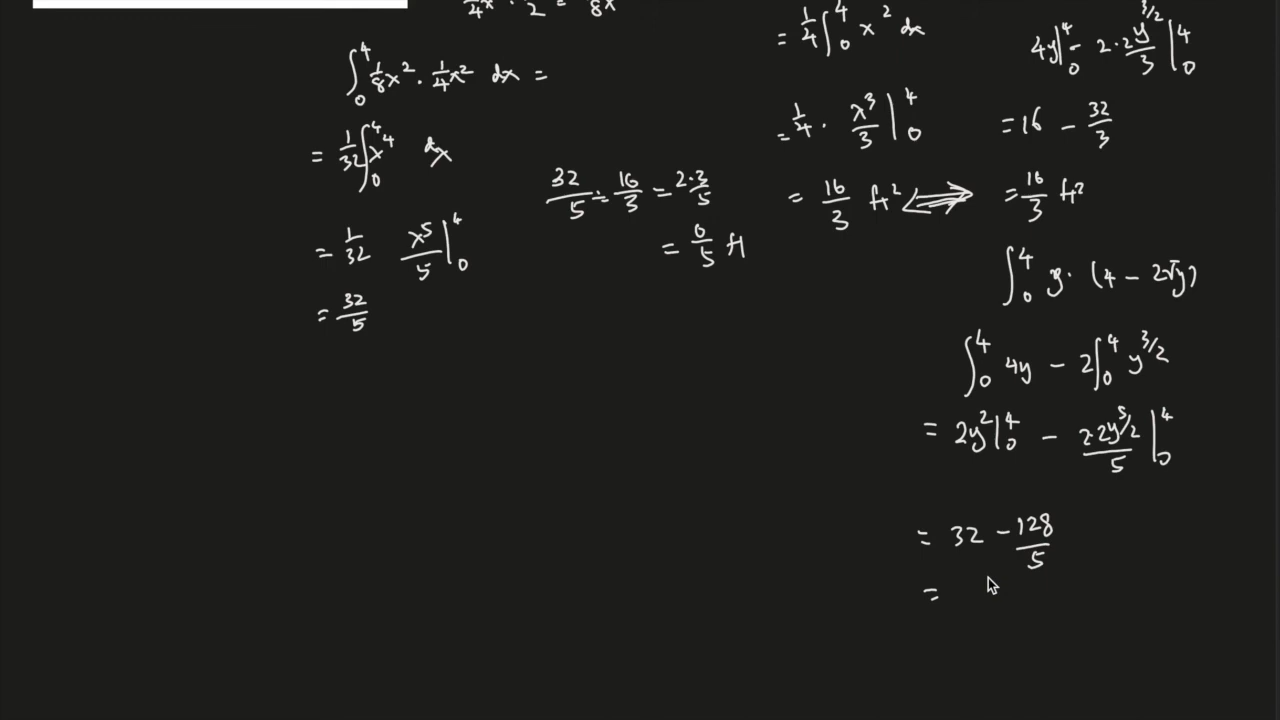 ∫₀⁴ 1/8 x² · 1/4 x² dx =
= 1/32 ∫₀⁴ x⁴ dx
= 1/32 x⁵/5 |₀⁴
= 32/5
32/5 ÷ 16/3 = 2·3/5
= 6/5 ft
= 1/4 ∫₀⁴ x² dx
= 1/4 · x³/3 |₀⁴
= 16/3 ft² ⟺
4y|₀⁴ - 2·2y^(3/2)/3 |₀⁴
= 16 - 32/3
= 16/3 ft²
∫₀⁴ y · (4 - 2√y)
∫₀⁴ 4y - 2∫₀⁴ y^(3/2)
= 2y²|₀⁴ - 2·2y^(5/2)/5 |₀⁴
= 32 - 128/5
=